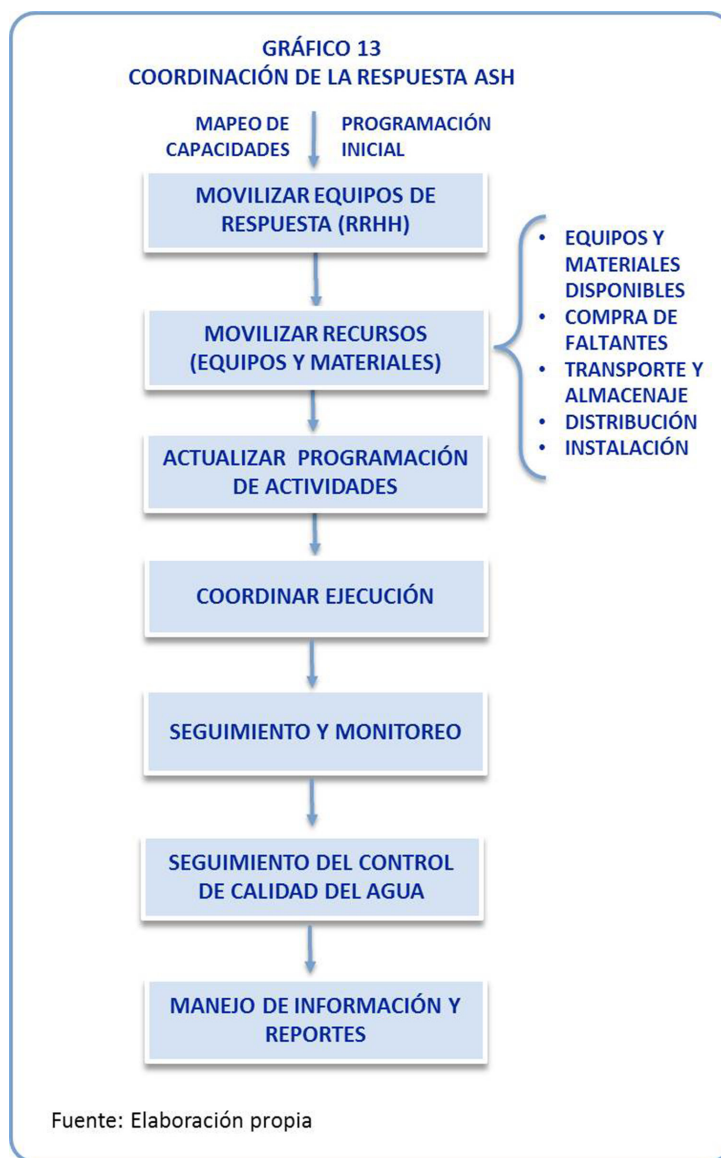 GRÁFICO 13
COORDINACIÓN DE LA RESPUESTA ASH
MAPEO DE
CAPACIDADES
PROGRAMACIÓN
INICIAL
MOVILIZAR EQUIPOS DE
RESPUESTA (RRHH)
MOVILIZAR RECURSOS
(EQUIPOS Y MATERIALES)
• EQUIPOS Y
MATERIALES
DISPONIBLES
• COMPRA DE
FALTANTES
• TRANSPORTE Y
ALMACENAJE
• DISTRIBUCIÓN
• INSTALACIÓN
ACTUALIZAR PROGRAMACIÓN
DE ACTIVIDADES
COORDINAR EJECUCIÓN
SEGUIMIENTO Y MONITOREO
SEGUIMIENTO DEL CONTROL
DE CALIDAD DEL AGUA
MANEJO DE INFORMACIÓN Y
REPORTES
Fuente: Elaboración propia